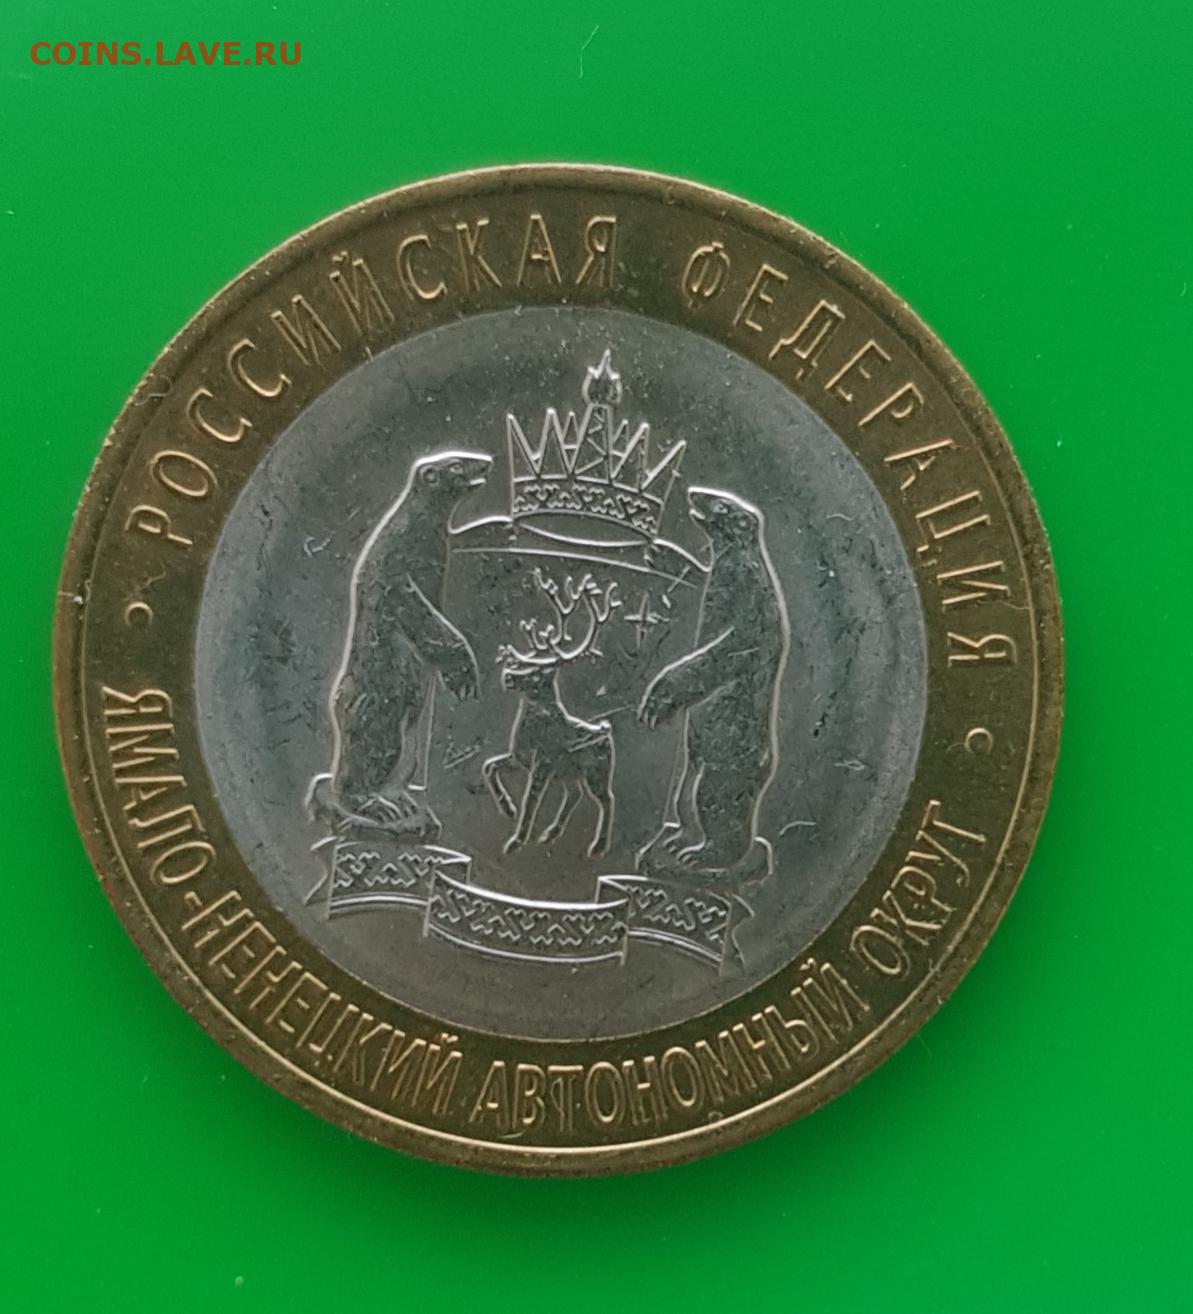 COINS.LAVE.RU
РОССИЙСКАЯ ФЕДЕРАЦИЯ
ЯМАЛО-НЕНЕЦКИЙ АВТОНОМНЫЙ ОКРУГ